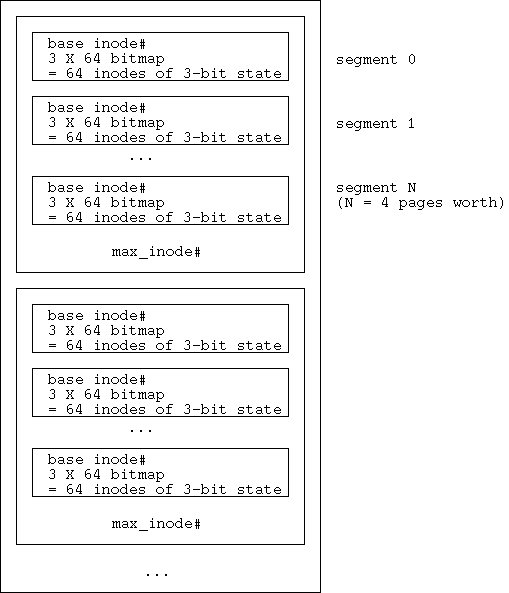 base inode#
3 X 64 bitmap
= 64 inodes of 3-bit state
segment 0
base inode#
3 X 64 bitmap
= 64 inodes of 3-bit state
segment 1
...
base inode#
3 X 64 bitmap
= 64 inodes of 3-bit state
segment N
(N = 4 pages worth)
max_inode#
base inode#
3 X 64 bitmap
= 64 inodes of 3-bit state
base inode#
3 X 64 bitmap
= 64 inodes of 3-bit state
...
base inode#
3 X 64 bitmap
= 64 inodes of 3-bit state
max_inode#
...